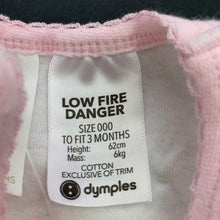 LOW FIRE
DANGER
SIZE 000
TO FIT 3 MONTHS
Height: 62cm
Mass: 6kg
COTTON
EXCLUSIVE OF TRIM
dymples